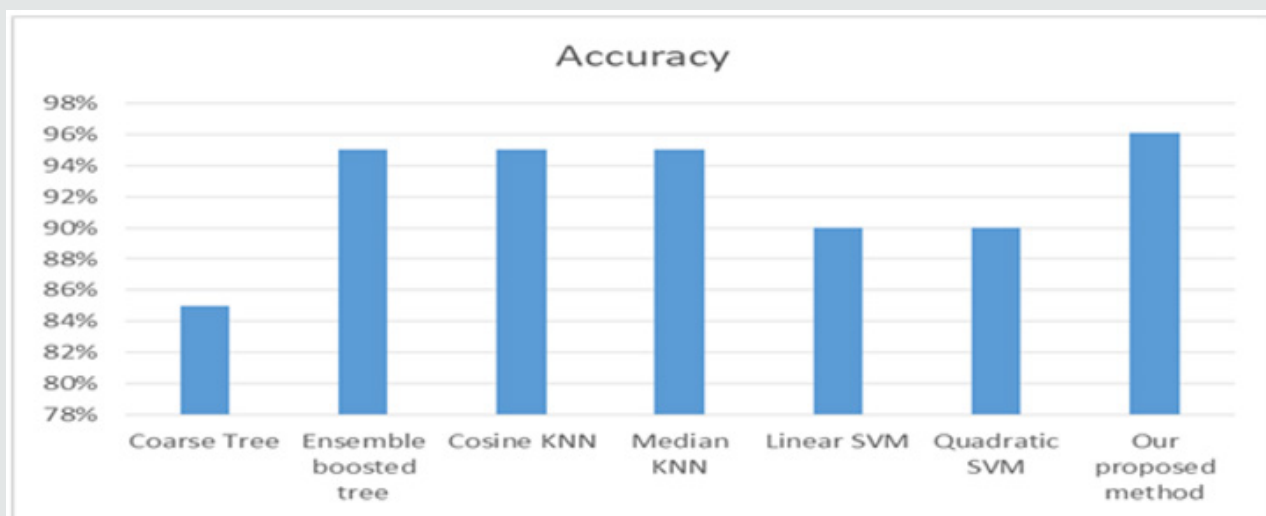 Accuracy
98%
96%
94%
92%
90%
88%
86%
84%
82%
80%
78%
Coarse Tree
Ensemble
boosted
tree
Cosine KNN
Median
KNN
Linear SVM
Quadratic
SVM
Our
proposed
method